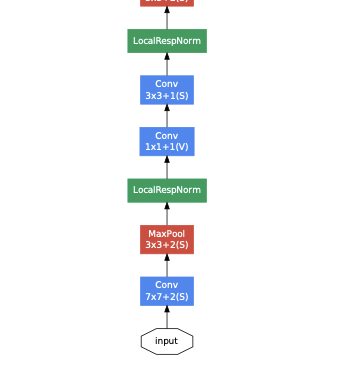 LocalRespNorm
Conv
3x3+1(S)
Conv
1x1+1(V)
LocalRespNorm
MaxPool
3x3+2(S)
Conv
7x7+2(S)
input